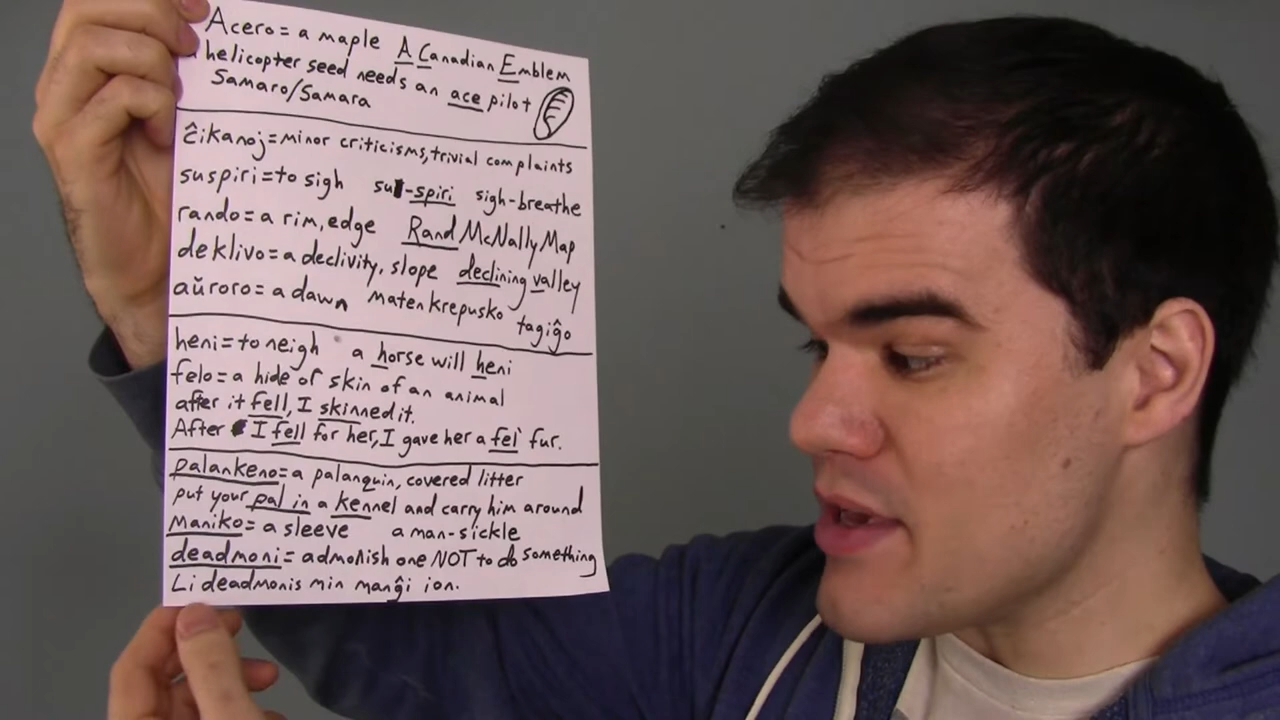 Acero = a maple A Canadian Emblem
a helicopter seed needs an ace pilot
Samaro/Samara
ĉikanoj = minor criticisms, trivial complaints
suspiri = to sigh su-spiri sigh-breathe
rando = a rim, edge Rand McNally Map
deklivo = a declivity, slope declining valley
aŭroro = a dawn matenkrepusko tagiĝo
heni = to neigh a horse will heni
felo = a hide or skin of an animal
after it fell, I skinned it.
After I fell for her, I gave her a fel' fur.
palankeno = a palanquin, covered litter
put your pal in a kennel and carry him around
maniko = a sleeve a man-sickle
deadmoni = admonish one NOT to do something
Li deadmonis min manĝi ion.